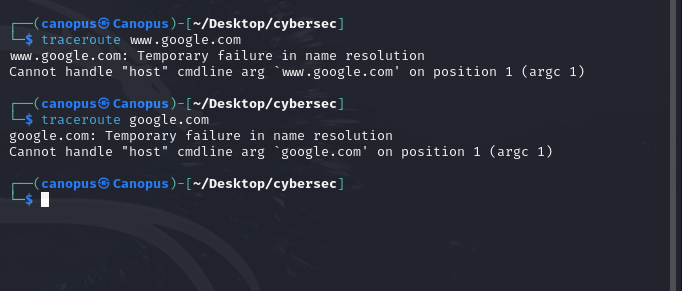 ┌──(canopus㉿Canopus)-[~/Desktop/cybersec]
└─$ traceroute www.google.com
www.google.com: Temporary failure in name resolution
Cannot handle "host" cmdline arg `www.google.com' on position 1 (argc 1)
┌──(canopus㉿Canopus)-[~/Desktop/cybersec]
└─$ traceroute google.com
google.com: Temporary failure in name resolution
Cannot handle "host" cmdline arg `google.com' on position 1 (argc 1)
┌──(canopus㉿Canopus)-[~/Desktop/cybersec]
└─$